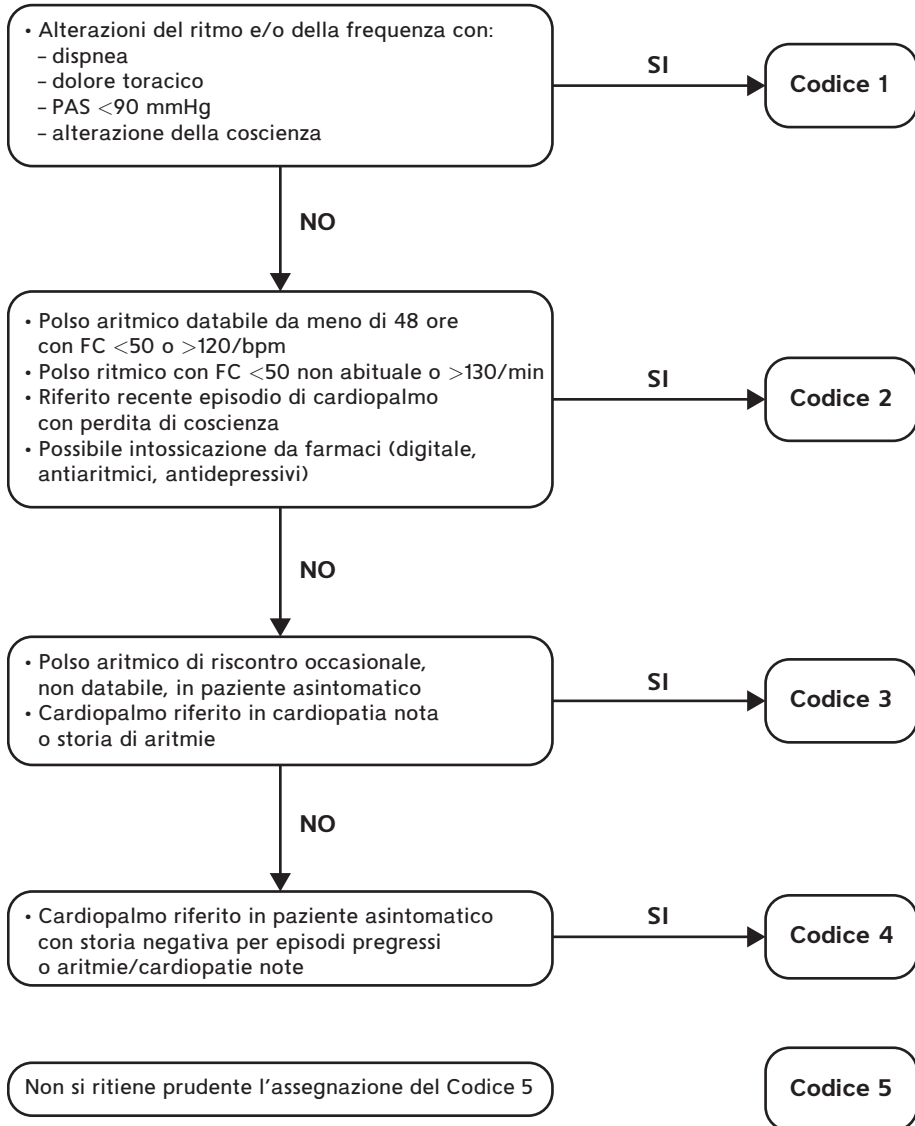 • Alterazioni del ritmo e/o della frequenza con:
– dispnea
– dolore toracico
– PAS <90 mmHg
– alterazione della coscienza
SI
Codice 1
NO
• Polso aritmico databile da meno di 48 ore
con FC <50 o >120/bpm
• Polso ritmico con FC <50 non abituale o >130/min
• Riferito recente episodio di cardiopalmo
con perdita di coscienza
• Possibile intossicazione da farmaci (digitale,
antiaritmici, antidepressivi)
SI
Codice 2
NO
• Polso aritmico di riscontro occasionale,
non databile, in paziente asintomatico
• Cardiopalmo riferito in cardiopatia nota
o storia di aritmie
SI
Codice 3
NO
• Cardiopalmo riferito in paziente asintomatico
con storia negativa per episodi pregressi
o aritmie/cardiopatie note
SI
Codice 4
Non si ritiene prudente l'assegnazione del Codice 5
Codice 5